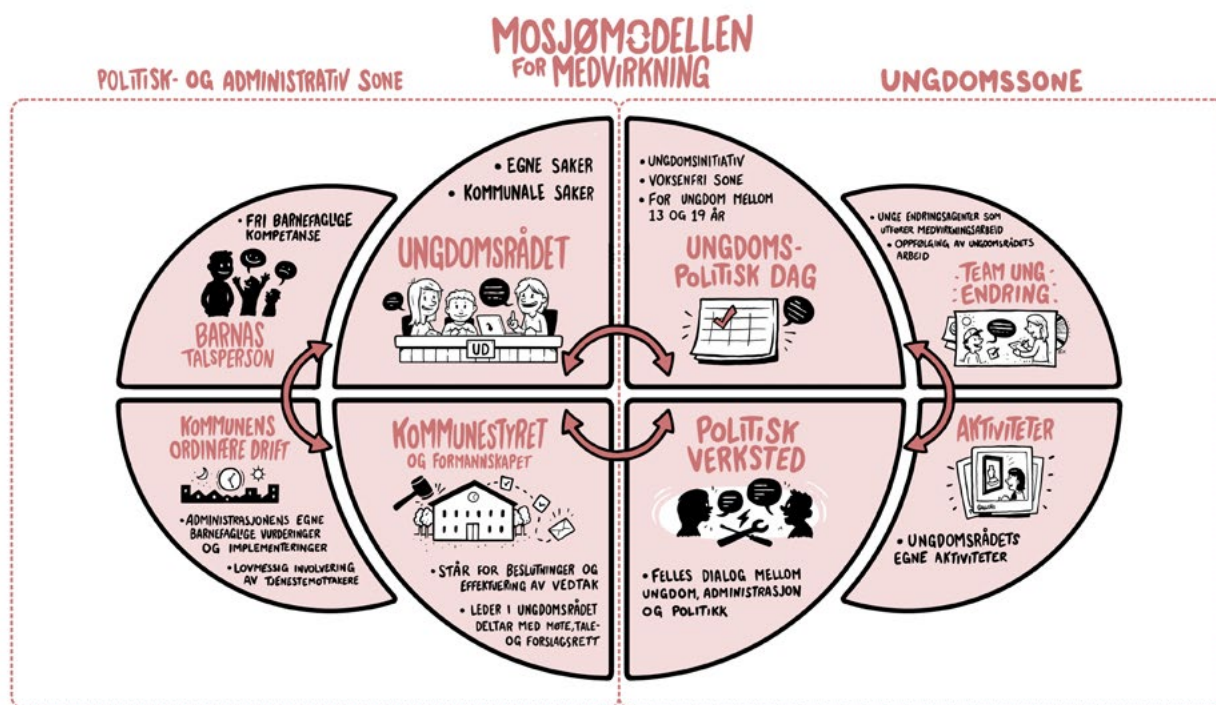 MOSJØMODELLEN
FOR MEDVIRKNING
POLITISK- OG ADMINISTRATIV SONE
UNGDOMSSONE
• FRI BARNEFAGLIGE
KOMPETANSE
BARNAS
TALSPERSON
• EGNE SAKER
• KOMMUNALE SAKER
UNGDOMSRÅDET
UD
• UNGDOMSINITIATIV
• VOKSENFRI SONE
• FOR UNGDOM MELLOM
13 OG 19 ÅR
UNGDOMS-
POLITISK DAG
• UNGE ENDRINGSAGENTER SOM
UTFØRER MEDVIRKNINGSARBEID
• OPPFØLGING AV UNGDOMSRÅDETS
ARBEID
TEAM UNG
ENDRING
KOMMUNENS
ORDINÆRE DRIFT
• ADMINISTRASJONENS EGNE
BARNEFAGLIGE VURDERINGER
OG IMPLEMENTERINGER
• LOVMESSIG INVOLVERING
AV TJENESTEMOTTAKERE
KOMMUNESTYRET
OG FORMANNSKAPET
• STÅR FOR BESLUTNINGER OG
EFFEKTUERING AV VEDTAK
• LEDER I UNGDOMSRÅDET
DELTAR MED MØTE, TALE-
OG FORSLAGSRETT
POLITISK
VERKSTED
• FELLES DIALOG MELLOM
UNGDOM, ADMINISTRASJON
OG POLITIKK
AKTIVITETER
• UNGDOMSRÅDETS
EGNE AKTIVITETER